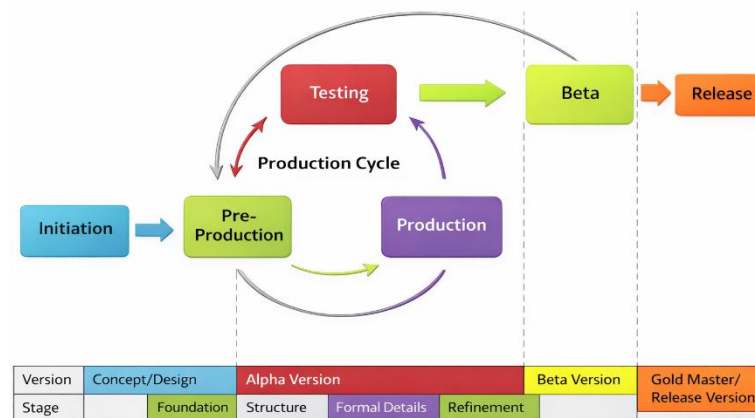 Testing
Beta
Release
Production Cycle
Initiation
Pre-
Production
Production
Version
Concept/Design
Alpha Version
Beta Version
Gold Master/
Release Version
Stage
Foundation
Structure
Formal Details
Refinement